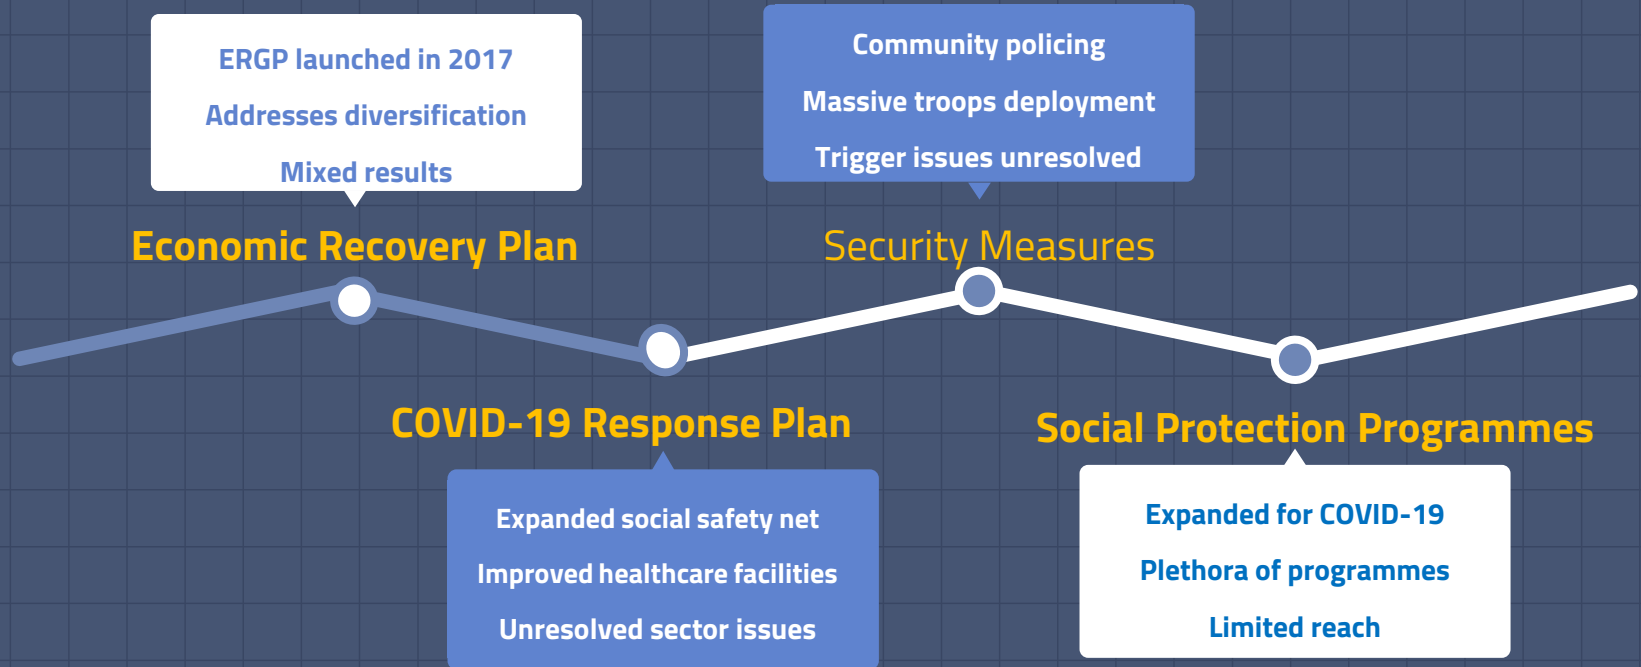 ERGP launched in 2017
Addresses diversification
Mixed results
Economic Recovery Plan
COVID-19 Response Plan
Expanded social safety net
Improved healthcare facilities
Unresolved sector issues
Community policing
Massive troops deployment
Trigger issues unresolved
Security Measures
Social Protection Programmes
Expanded for COVID-19
Plethora of programmes
Limited reach